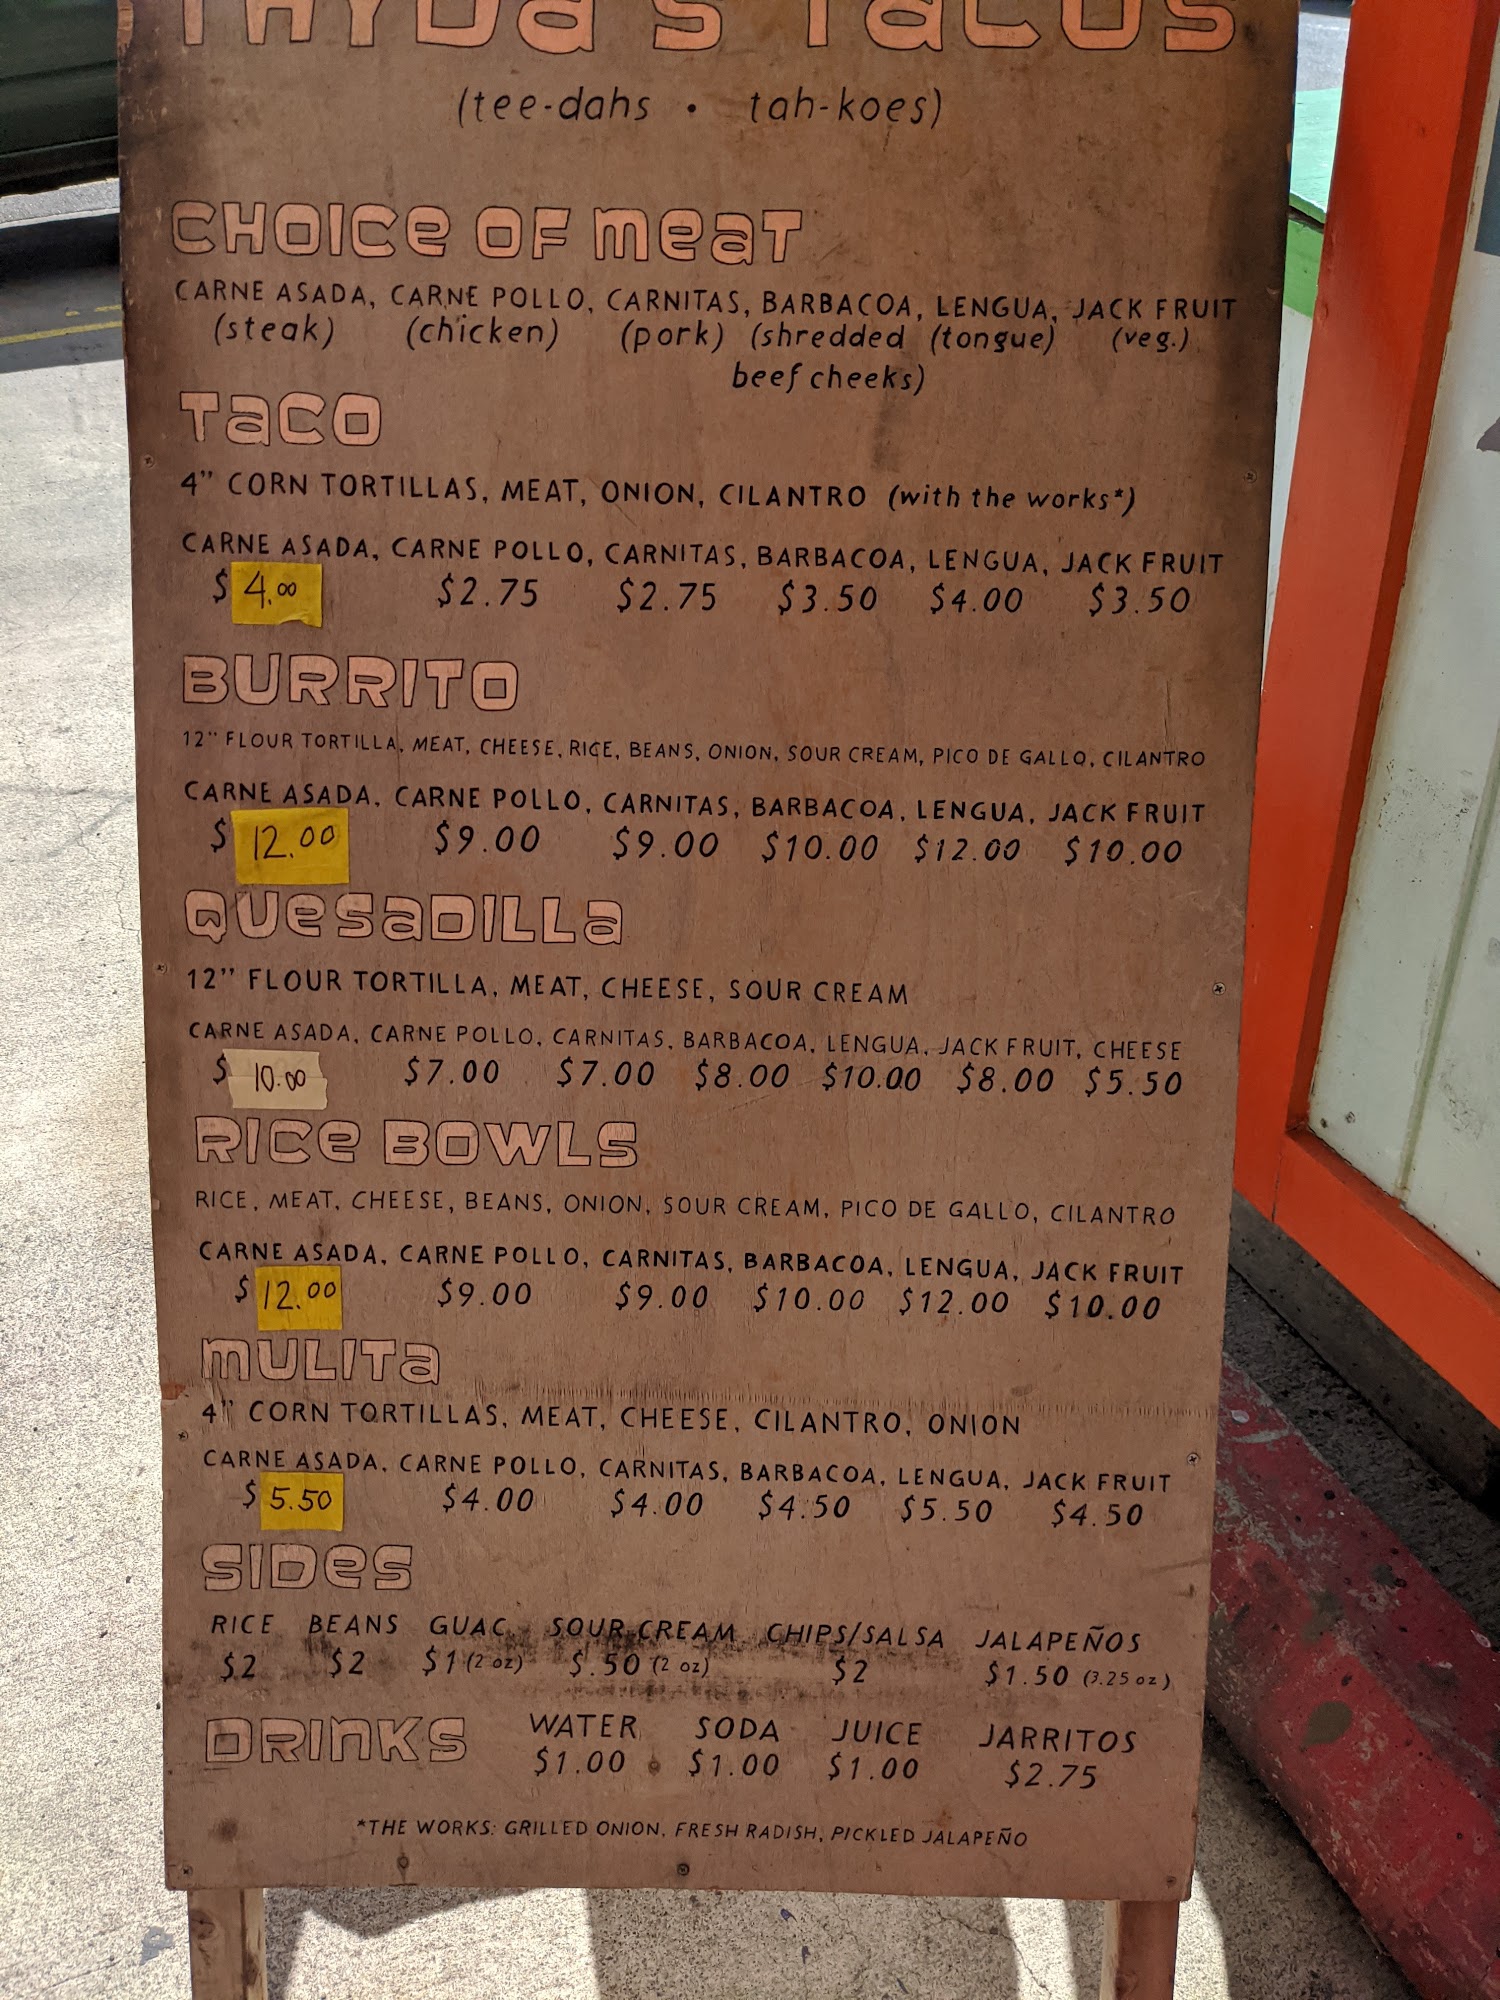 TACOS
(tee-dahs • tah-koes)
CHOICE OF MEAT
CARNE ASADA, CARNE POLLO, CARNITAS, BARBACOA, LENGUA, JACK FRUIT
(steak) (chicken) (pork) (shredded beef cheeks) (tongue) (veg.)
TACO
4" CORN TORTILLAS, MEAT, ONION, CILANTRO (with the works*)
CARNE ASADA, CARNE POLLO, CARNITAS, BARBACOA, LENGUA, JACK FRUIT
$4.00 $2.75 $2.75 $3.50 $4.00 $3.50
BURRITO
12" FLOUR TORTILLA, MEAT, CHEESE, RICE, BEANS, ONION, SOUR CREAM, PICO DE GALLO, CILANTRO
CARNE ASADA, CARNE POLLO, CARNITAS, BARBACOA, LENGUA, JACK FRUIT
$12.00 $9.00 $9.00 $10.00 $12.00 $10.00
QUESADILLA
12" FLOUR TORTILLA, MEAT, CHEESE, SOUR CREAM
CARNE ASADA, CARNE POLLO, CARNITAS, BARBACOA, LENGUA, JACK FRUIT, CHEESE
$10.00 $7.00 $7.00 $8.00 $10.00 $8.00 $5.50
RICE BOWLS
RICE, MEAT, CHEESE, BEANS, ONION, SOUR CREAM, PICO DE GALLO, CILANTRO
CARNE ASADA, CARNE POLLO, CARNITAS, BARBACOA, LENGUA, JACK FRUIT
$12.00 $9.00 $9.00 $10.00 $12.00 $10.00
MULITA
4" CORN TORTILLAS, MEAT, CHEESE, CILANTRO, ONION
CARNE ASADA, CARNE POLLO, CARNITAS, BARBACOA, LENGUA, JACK FRUIT
$5.50 $4.00 $4.00 $4.50 $5.50 $4.50
SIDES
RICE BEANS GUAC. SOUR CREAM CHIPS/SALSA JALAPEÑOS
$2 $2 $1 (2 oz) $.50 (2 oz) $2 $1.50 (3.25 oz)
DRINKS WATER SODA JUICE JARRITOS
$1.00 $1.00 $1.00 $2.75
*THE WORKS: GRILLED ONION, FRESH RADISH, PICKLED JALAPEÑO